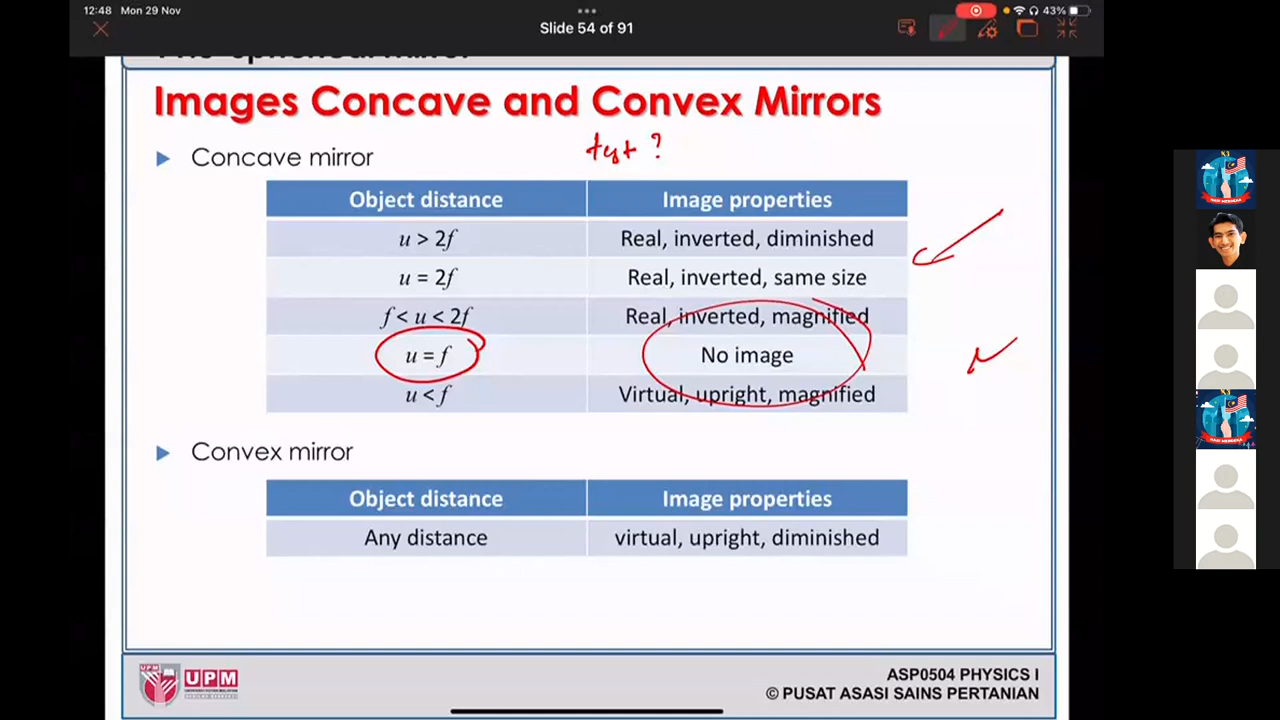 12:48 Mon 29 Nov
43%
Slide 54 of 91
Images Concave and Convex Mirrors
Concave mirror
Object distance Image properties
u > 2f Real, inverted, diminished
u = 2f Real, inverted, same size
f < u < 2f Real, inverted, magnified
u = f No image
u < f Virtual, upright, magnified
Convex mirror
Object distance Image properties
Any distance virtual, upright, diminished
UPM
UPM
ASP0504 PHYSICS I
© PUSAT ASASI SAINS PERTANIAN